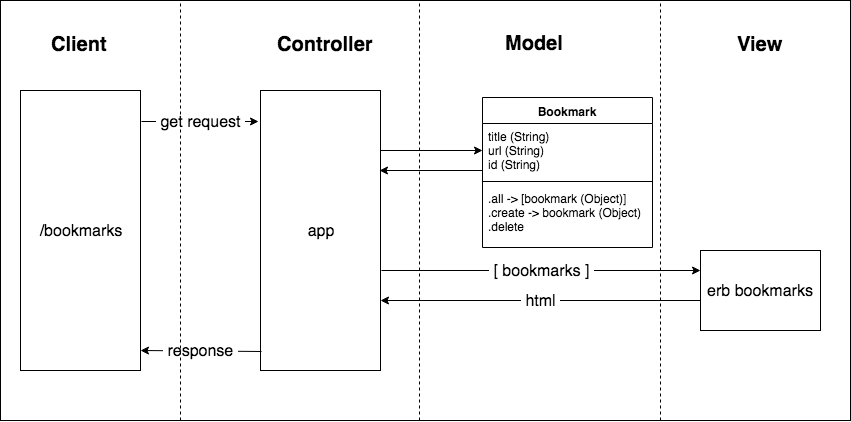 Client
Controller
Model
View
/bookmarks
get request
app
Bookmark
title (String)
url (String)
id (String)
.all -> [bookmark (Object)]
.create -> bookmark (Object)
.delete
[ bookmarks ]
html
erb bookmarks
response